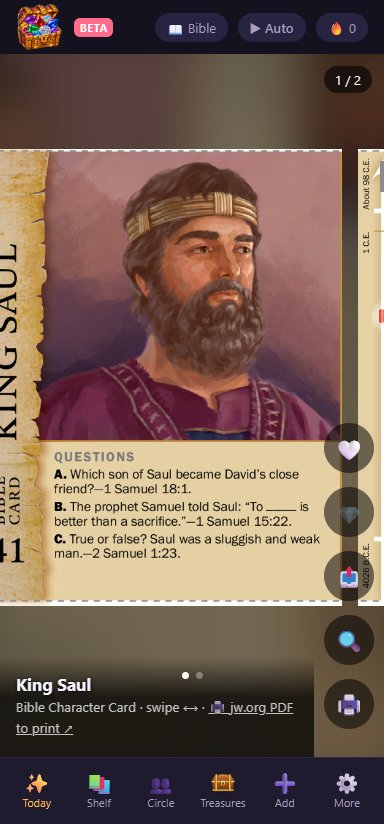 BETA
Bible
Auto
0
1 / 2
KING SAUL
BIBLE
CARD
41
QUESTIONS
A. Which son of Saul became David's close
friend?—1 Samuel 18:1.
B. The prophet Samuel told Saul: “To _____ is
better than a sacrifice.”—1 Samuel 15:22.
C. True or false? Saul was a sluggish and weak
man.—2 Samuel 1:23.
About 98 C.E.
1 C.E.
4026 B.C.E.
King Saul
Bible Character Card · swipe ↔ · jw.org PDF
to print ↗
Today
Shelf
Circle
Treasures
Add
More